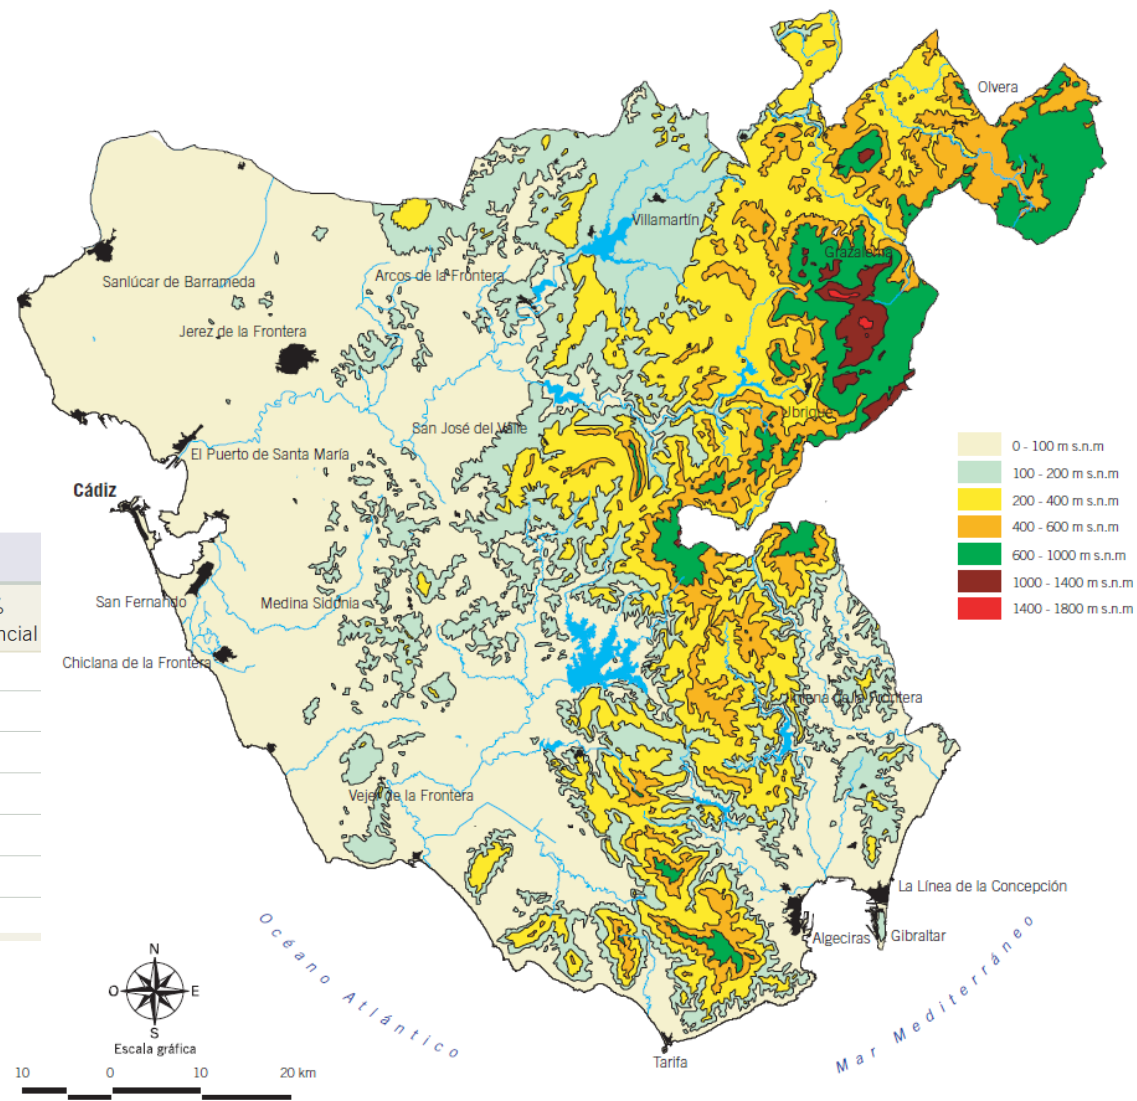 Olvera
Villamartín
Grazalema
Arcos de la Frontera
Sanlúcar de Barrameda
Jerez de la Frontera
Ubrique
San José del Valle
El Puerto de Santa María
Cádiz
0 - 100 m s.n.m
100 - 200 m s.n.m
200 - 400 m s.n.m
400 - 600 m s.n.m
600 - 1000 m s.n.m
1000 - 1400 m s.n.m
1400 - 1800 m s.n.m
%
ncial
San Fernando
Medina Sidonia
Chiclana de la Frontera
Jimena de la Frontera
Vejer de la Frontera
La Línea de la Concepción
Algeciras
Gibraltar
Océano Atlántico
Mar Mediterráneo
N
O
E
S
Escala gráfica
Tarifa
10 0 10 20 km